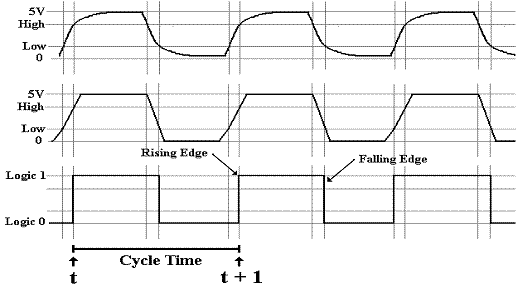 5V
High
Low
0
5V
High
Low
0
Rising Edge
Falling Edge
Logic 1
Logic 0
Cycle Time
t
t + 1